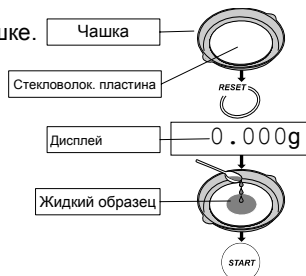 шке.
Чашка
Стекловолок. пластина
RESET
Дисплей
0.000g
Жидкий образец
START